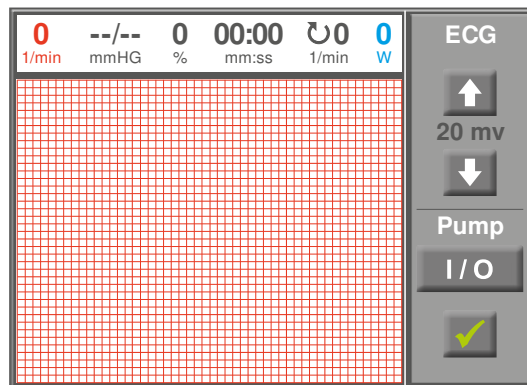 0 --/-- 0 00:00 0 0
1/min mmHG % mm:ss 1/min W
ECG
20 mv
Pump
I / O